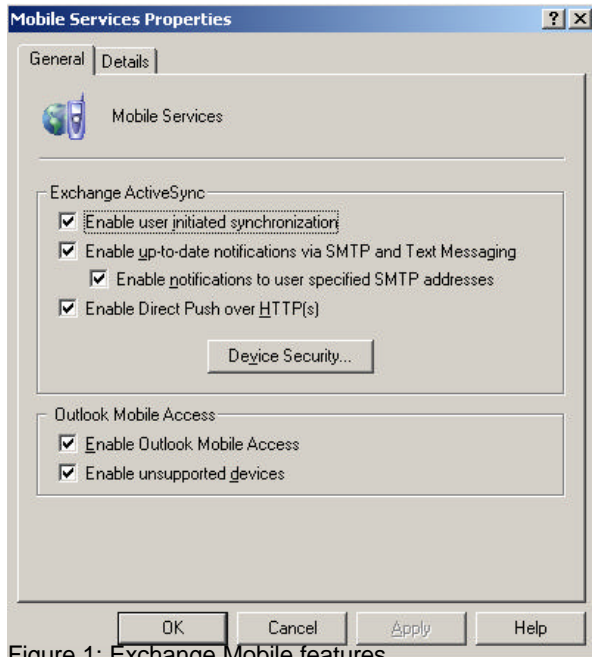 Mobile Services Properties
General Details
Mobile Services
Exchange ActiveSync
Enable user initiated synchronization
Enable up-to-date notifications via SMTP and Text Messaging
Enable notifications to user specified SMTP addresses
Enable Direct Push over HTTP(s)
Device Security...
Outlook Mobile Access
Enable Outlook Mobile Access
Enable unsupported devices
OK Cancel Apply Help
Figure 1: Exchange Mobile features